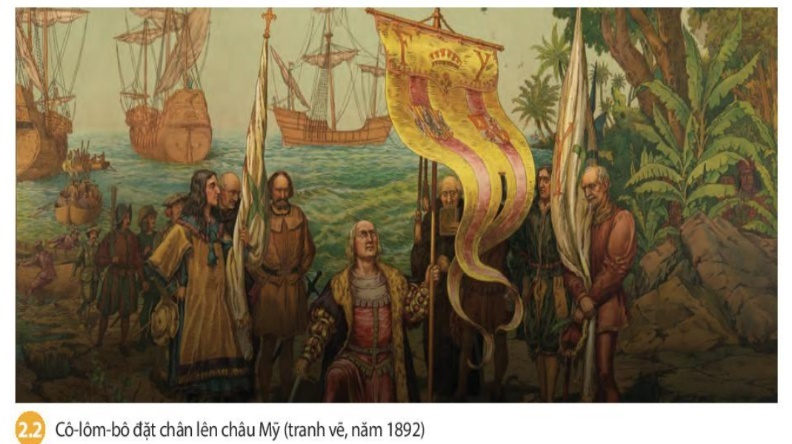 F Y
2.2 Cô-lôm-bô đặt chân lên châu Mỹ (tranh vẽ, năm 1892)